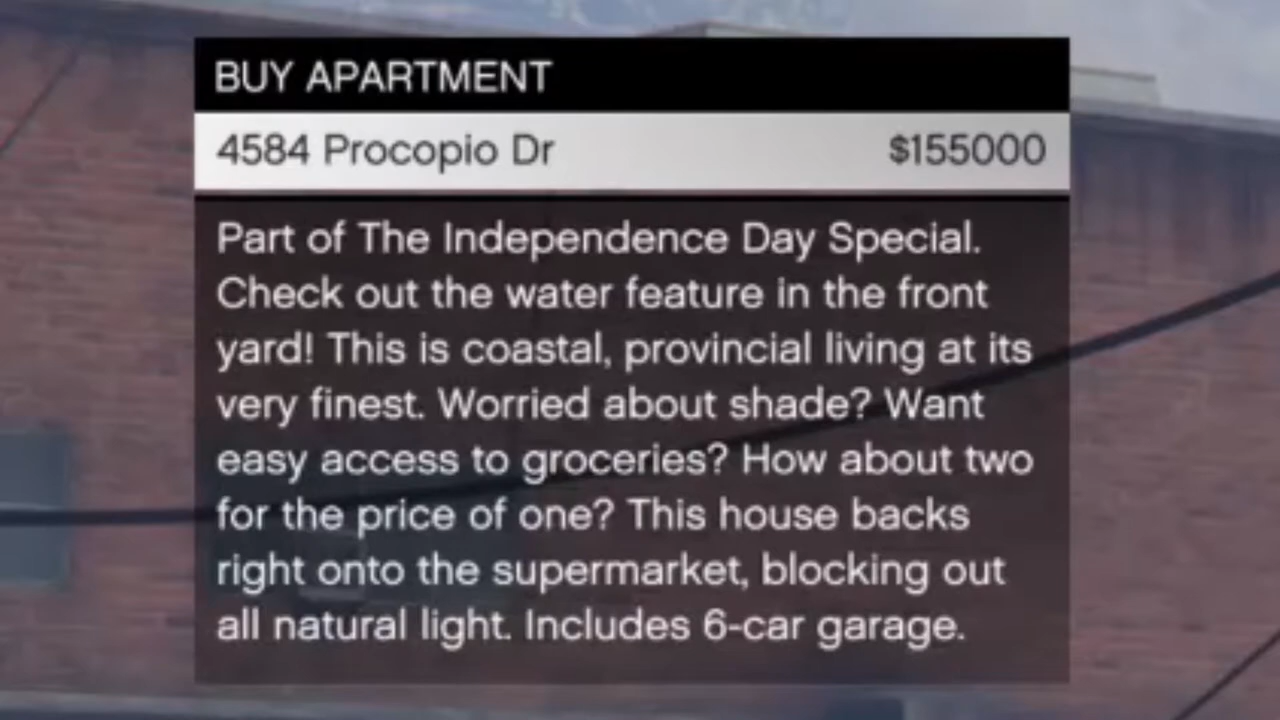 BUY APARTMENT
4584 Procopio Dr $155000
Part of The Independence Day Special.
Check out the water feature in the front
yard! This is coastal, provincial living at its
very finest. Worried about shade? Want
easy access to groceries? How about two
for the price of one? This house backs
right onto the supermarket, blocking out
all natural light. Includes 6-car garage.